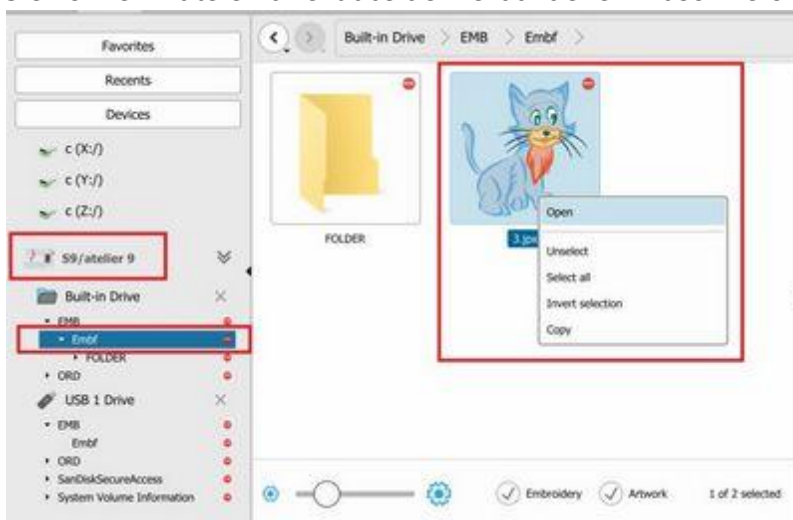 Favorites
Recents
Devices
c (X:/)
c (Y:/)
c (Z:/)
S9/atelier 9
Built-in Drive
EMB
Embf
FOLDER
ORD
USB 1 Drive
EMB
Embf
ORD
SanDiskSecureAccess
System Volume Information
Built-in Drive > EMB > Embf >
FOLDER
Open
Unselect
Select all
Invert selection
Copy
Embroidery
Artwork
1 of 2 selected